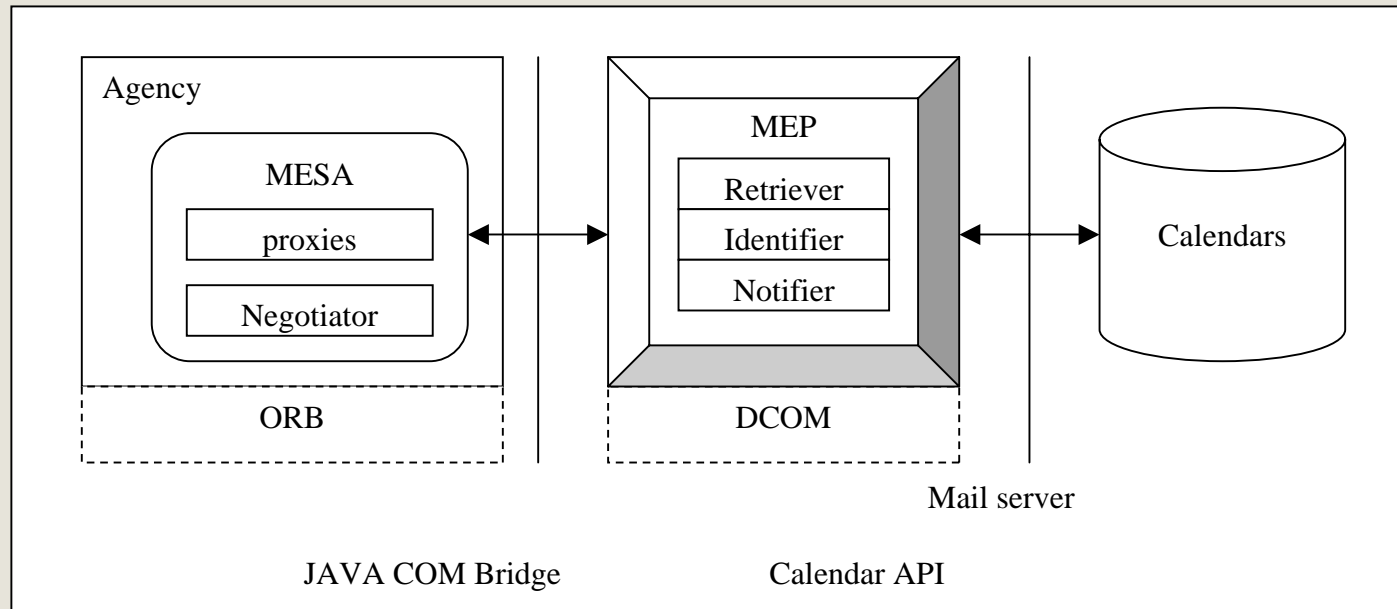 Agency
MESA
proxies
Negotiator
ORB
MEP
Retriever
Identifier
Notifier
DCOM
Calendars
Mail server
JAVA COM Bridge
Calendar API